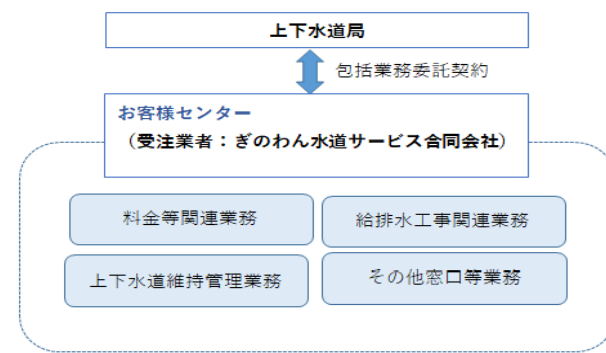 上下水道局
包括業務委託契約
お客様センター
（受注業者：ぎのわん水道サービス合同会社）
料金等関連業務
給排水工事関連業務
上下水道維持管理業務
その他窓口等業務